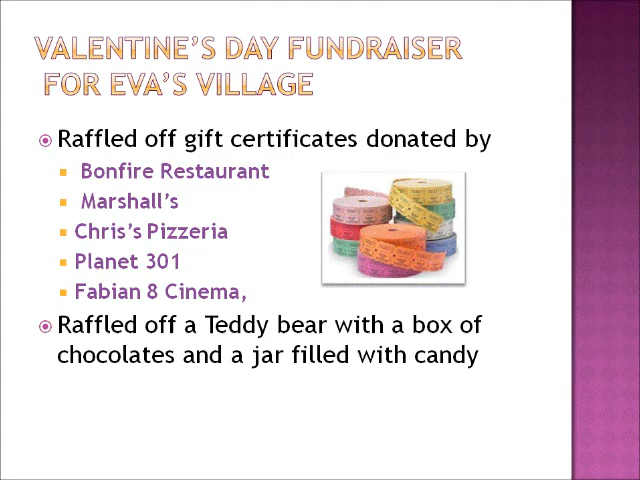 VALENTINE'S DAY FUNDRAISER
FOR EVA'S VILLAGE
Raffled off gift certificates donated by
Bonfire Restaurant
Marshall's
Chris's Pizzeria
Planet 301
Fabian 8 Cinema,
Raffled off a Teddy bear with a box of
chocolates and a jar filled with candy